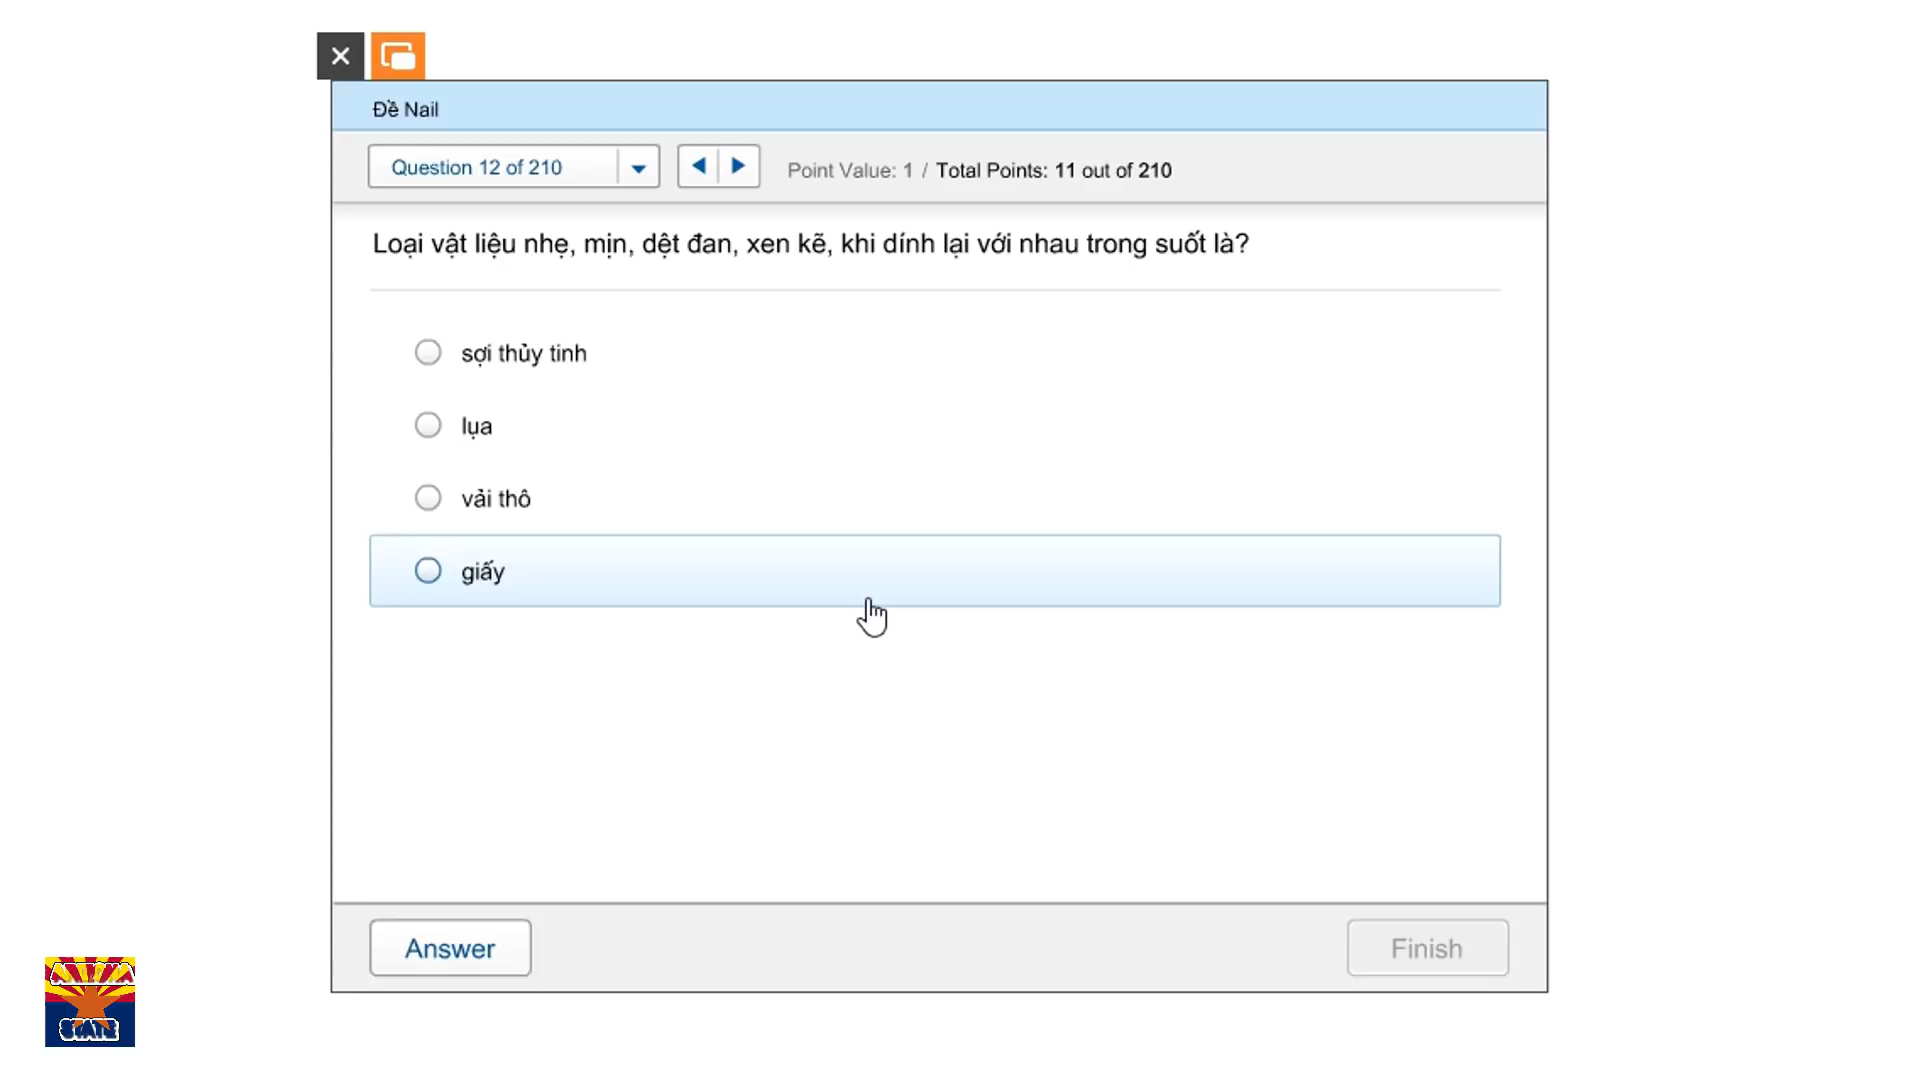 Đề Nail
Question 12 of 210
Point Value: 1 / Total Points: 11 out of 210
Loại vật liệu nhẹ, mịn, dệt đan, xen kẽ, khi dính lại với nhau trong suốt là?
sợi thủy tinh
lụa
vải thô
giấy
Answer
Finish
ARIZONA
STATE